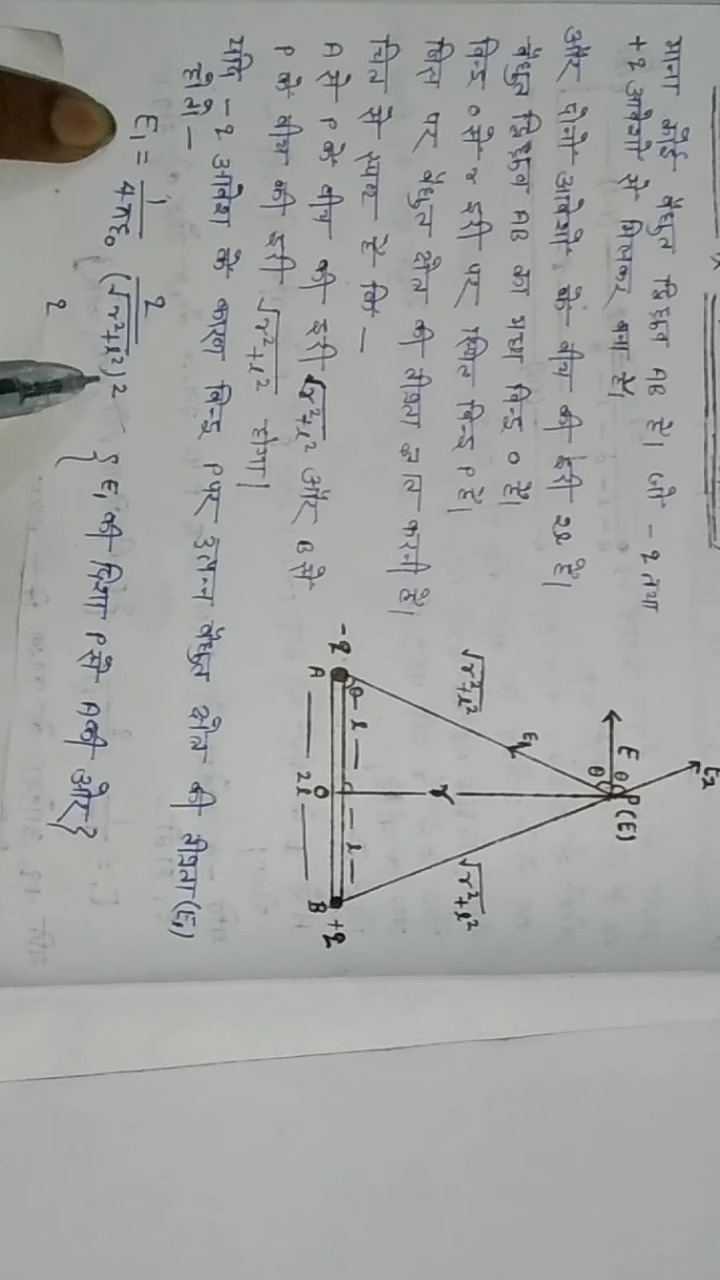 माना कोई वैद्युत द्विध्रुव AB है। जो -q तथा
+q आवेशो से मिलकर बना है।
और दोनो आवेशो के बीच की दूरी 2l है।
वैद्युत द्विध्रुव AB का मध्य बिन्दु O है।
बिन्दु O से r दूरी पर स्थित बिन्दु P है।
जिस पर वैद्युत क्षेत्र की तीव्रता ज्ञात करनी है।
चित्र से स्पष्ट है कि —
A से P के बीच की दूरी √r²+l² और B से
P के बीच की दूरी √r²+l² होगा।
यदि -q आवेश के कारण बिन्दु P पर उत्पन्न वैद्युत क्षेत्र की तीव्रता (E₁)
हो तो —
E₁ = 1/4πε₀ q/(√r²+l²)² { E₁ की दिशा P से A की ओर }
q
E₂
E θ P(E)
θ
E₁
√r²+l² r √r²+l²
-q θ l l +q
A O B
2l